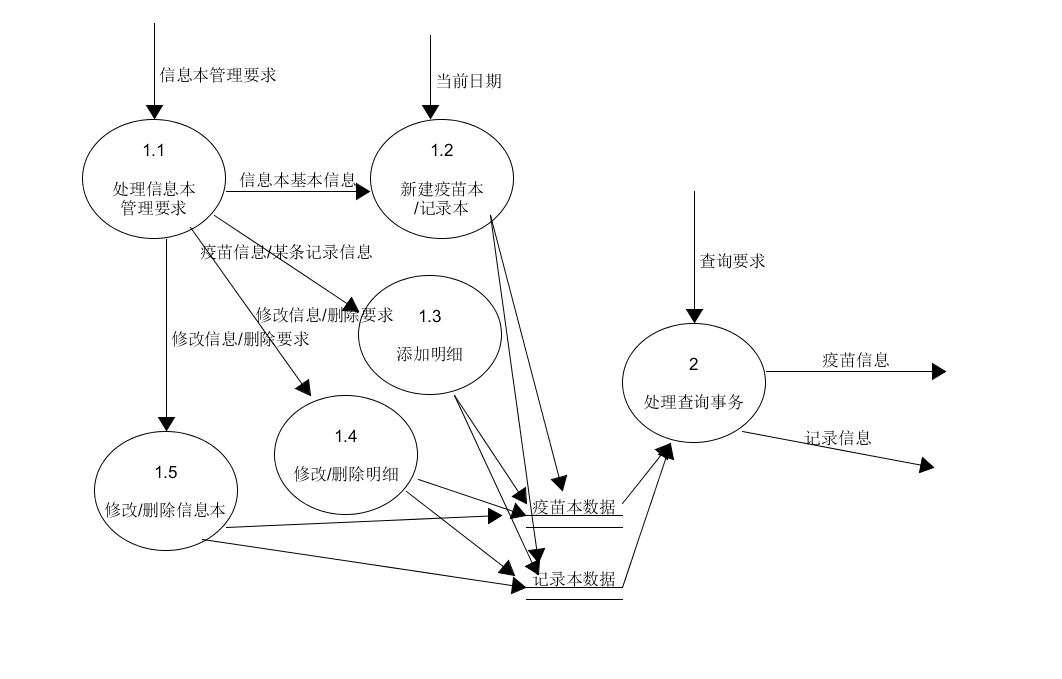 信息本管理要求
当前日期
1.1
处理信息本
管理要求
信息本基本信息
1.2
新建疫苗本
/记录本
疫苗信息/某条记录信息
查询要求
修改信息/删除要求
1.3
添加明细
修改信息/删除要求
2
处理查询事务
疫苗信息
记录信息
1.4
修改/删除明细
1.5
修改/删除信息本
疫苗本数据
记录本数据